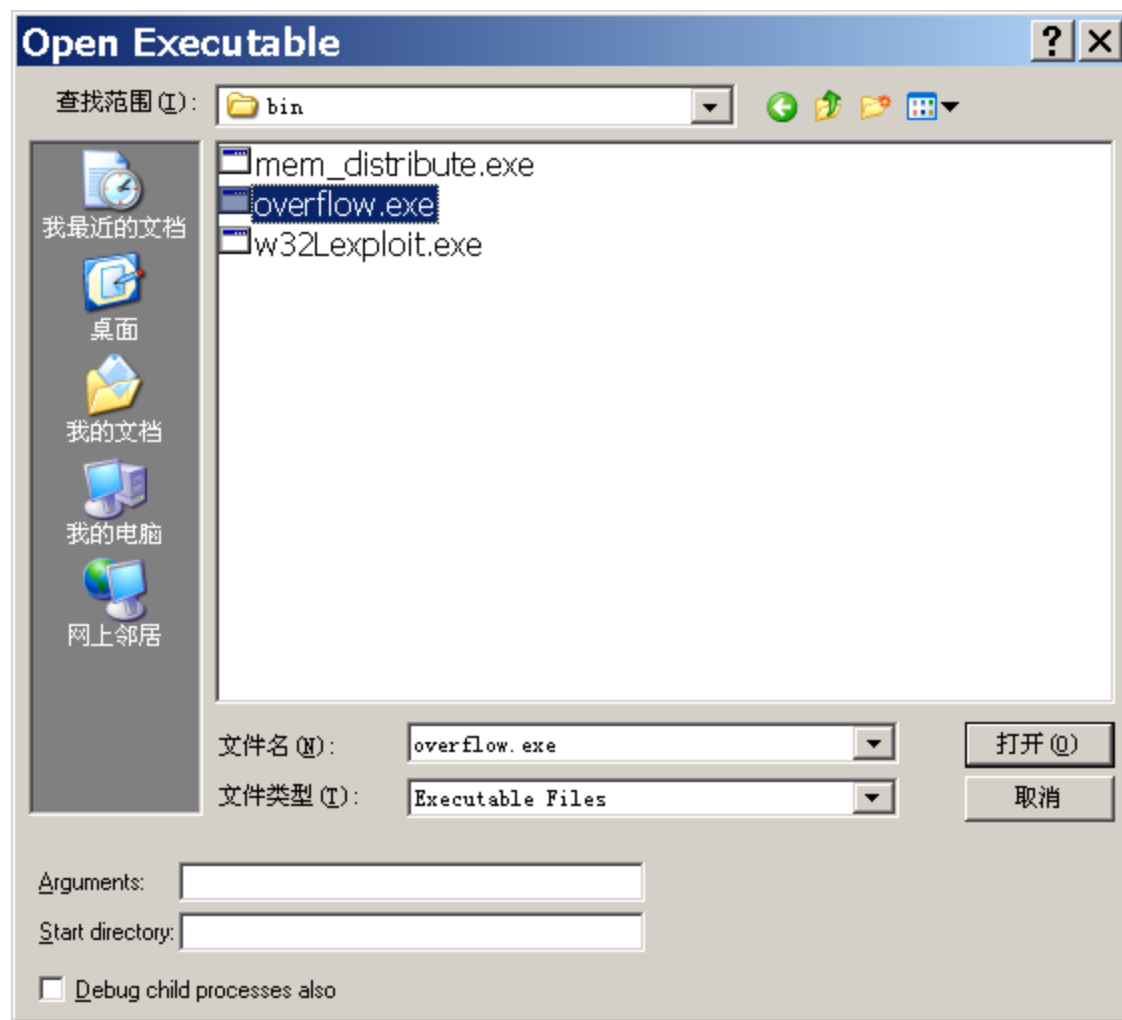 Open Executable
查找范围(I):
bin
mem_distribute.exe
overflow.exe
w32Lexploit.exe
我最近的文档
桌面
我的文档
我的电脑
网上邻居
文件名(N):
overflow.exe
打开(O)
文件类型(T):
Executable Files
取消
Arguments:
Start directory:
Debug child processes also